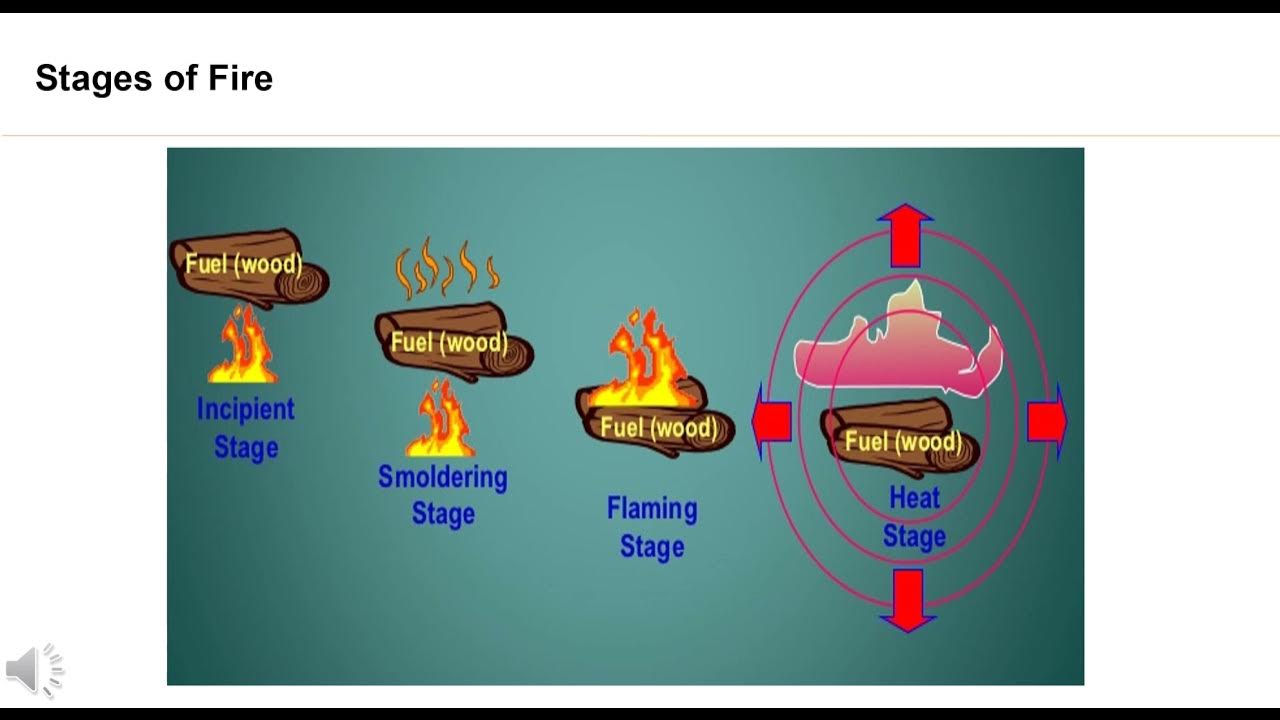 Stages of Fire
Fuel (wood)
Incipient
Stage
Fuel (wood)
Smoldering
Stage
Fuel (wood)
Flaming
Stage
Fuel (wood)
Heat
Stage